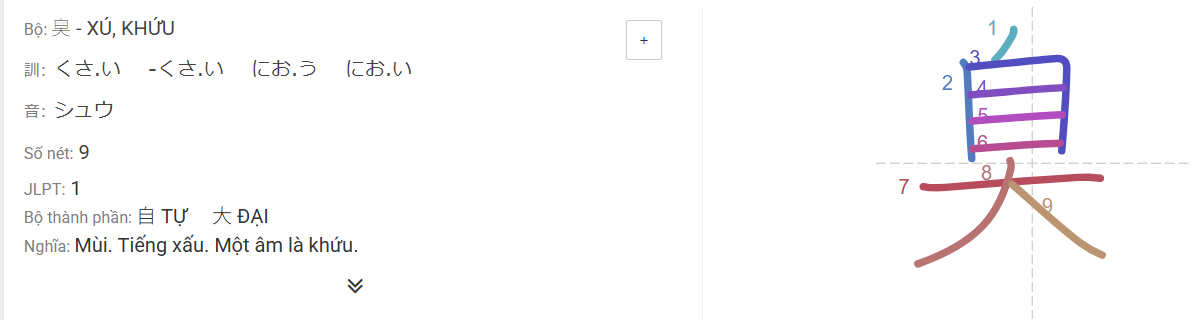 Bộ: 臭 - XÚ, KHỨU
+
訓: くさ.い -くさ.い にお.う にお.い
音: シュウ
Số nét: 9
JLPT: 1
Bộ thành phần: 自 TỰ 大 ĐẠI
Nghĩa: Mùi. Tiếng xấu. Một âm là khứu.
臭
1
2
3
4
5
6
7
8
9